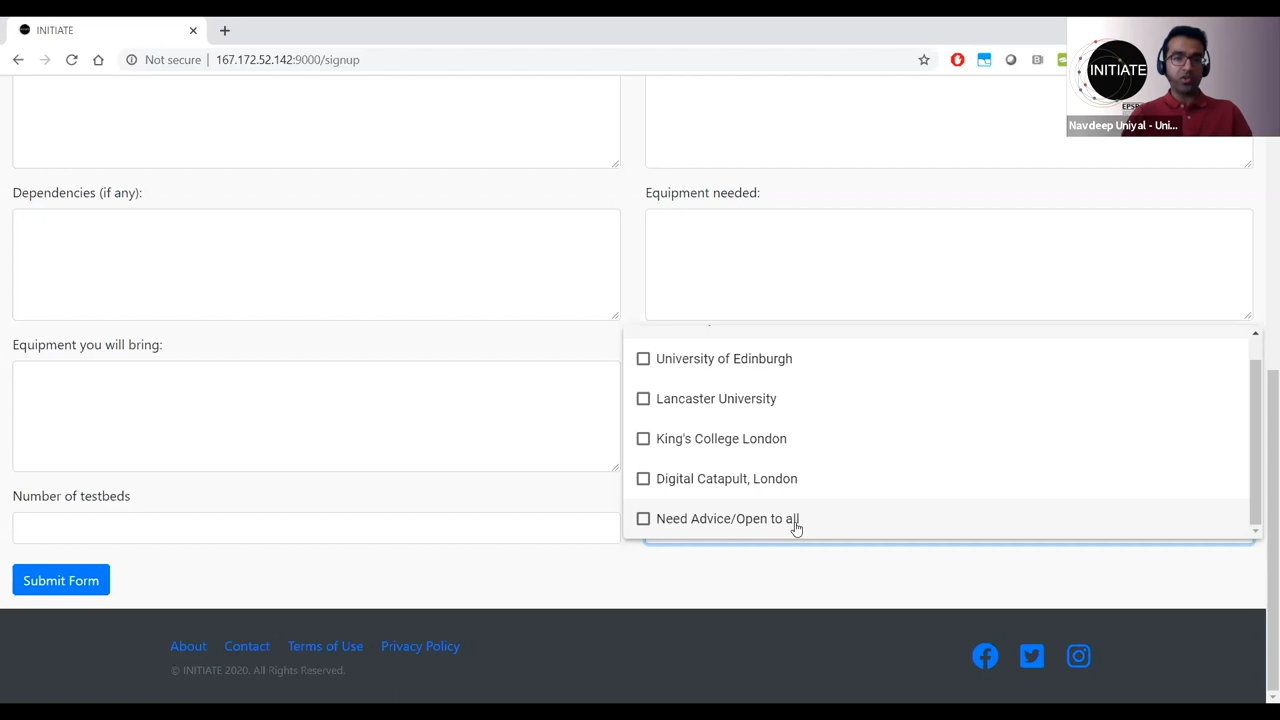 INITIATE
Not secure
167.172.52.142:9000/signup
INITIATE
Navdeep Uniyal - Uni...
Dependencies (if any):
Equipment needed:
Equipment you will bring:
University of Edinburgh
Lancaster University
King's College London
Digital Catapult, London
Number of testbeds
Need Advice/Open to all
Submit Form
About
Contact
Terms of Use
Privacy Policy
© INITIATE 2020, All Rights Reserved.